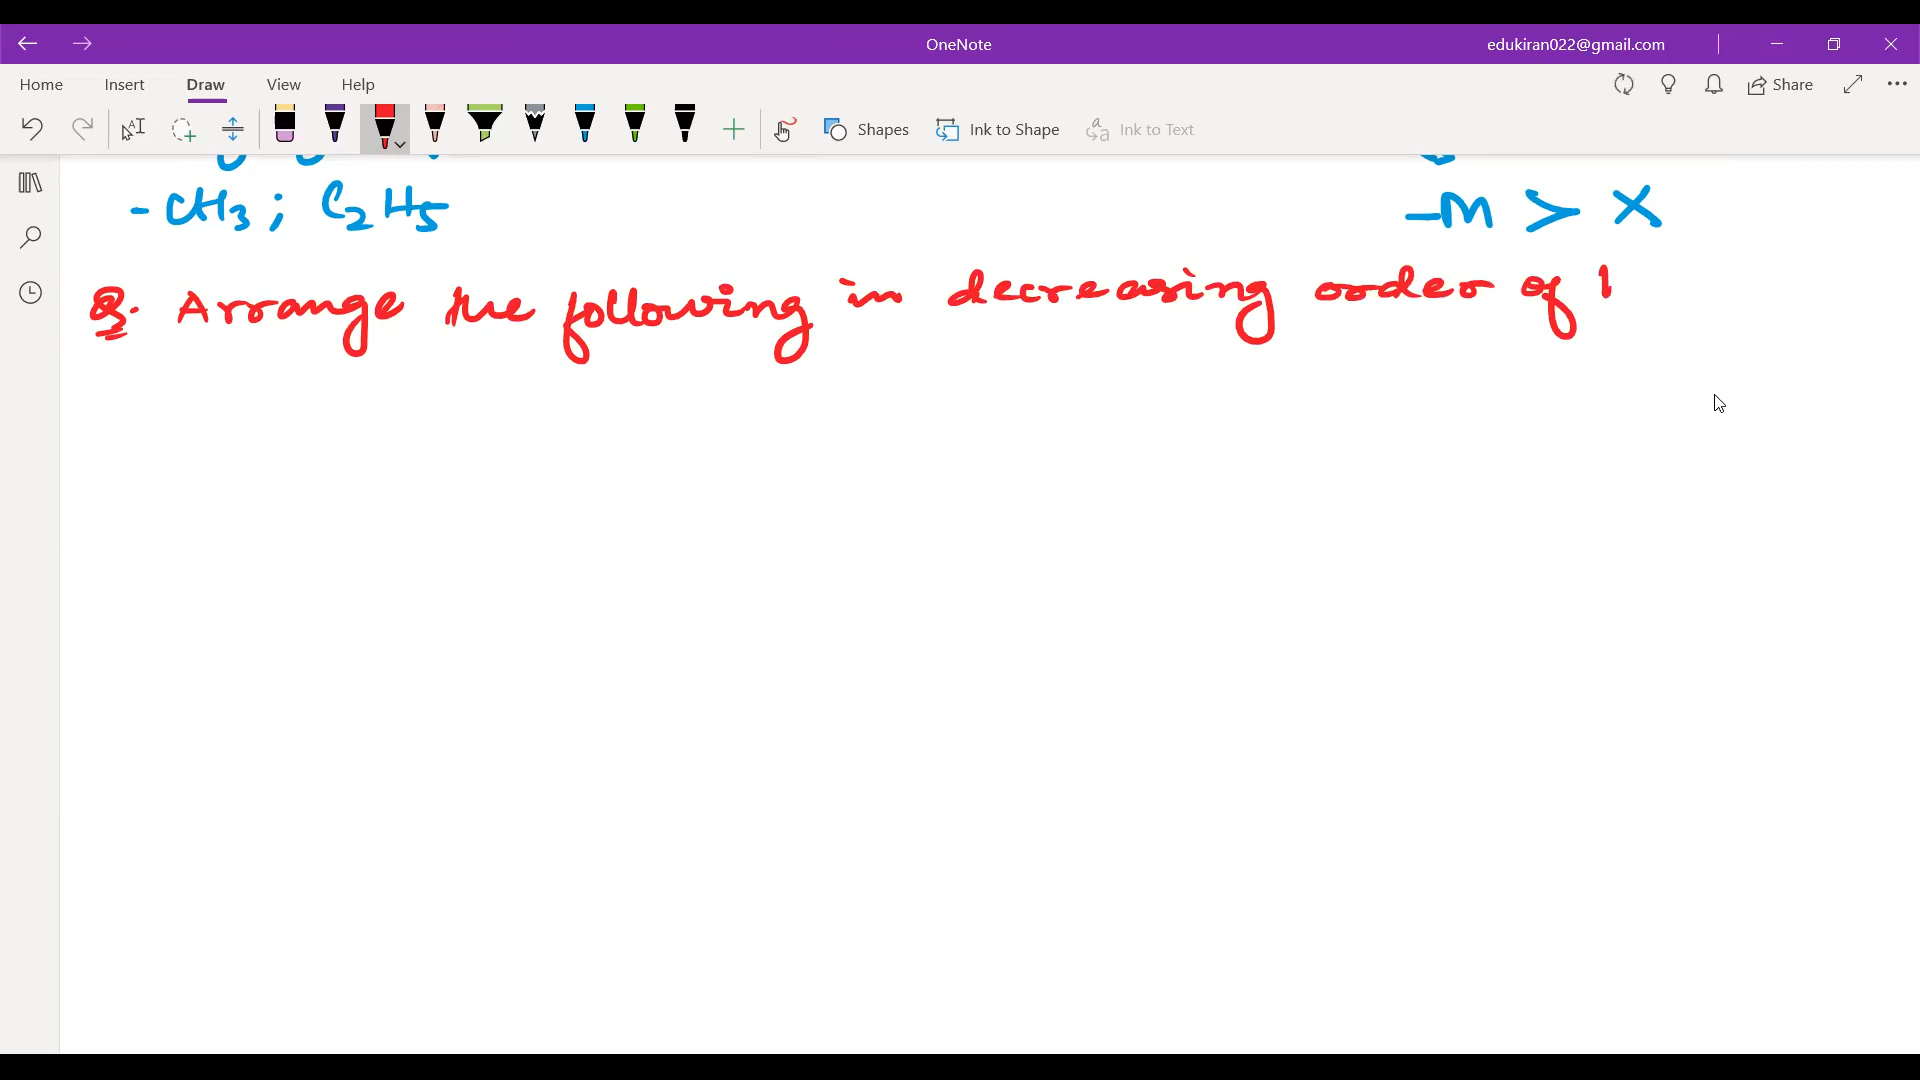 OneNote
edukiran022@gmail.com
Home Insert Draw View Help
Share
Shapes
Ink to Shape
Ink to Text
-CH3 ; C2H5
-M > X
Q. Arrange the following in decreasing order of